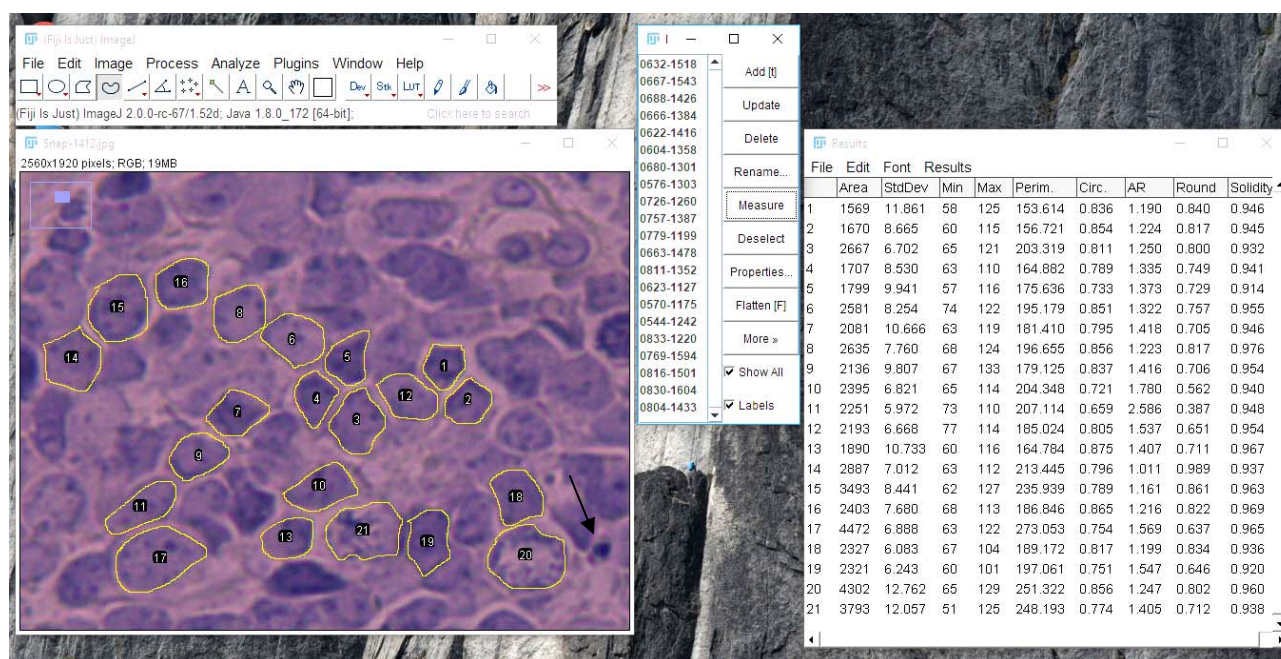 (Fiji Is Just) ImageJ
File Edit Image Process Analyze Plugins Window Help
A Dev Stk LUT >>
(Fiji Is Just) ImageJ 2.0.0-rc-67/1.52d; Java 1.8.0_172 [64-bit]; Click here to search
Snap-1412.jpg
2560x1920 pixels; RGB; 19MB
16
15
8
6
14
5
1
4
12
2
7
3
9
10
18
11
21
13
19
17
20
0632-1518
0667-1543
0688-1426
0666-1384
0622-1416
0604-1358
0680-1301
0576-1303
0726-1260
0757-1387
0779-1199
0663-1478
0811-1352
0623-1127
0570-1175
0544-1242
0833-1220
0769-1594
0816-1501
0830-1604
0804-1433
Add [t]
Update
Delete
Rename...
Measure
Deselect
Properties...
Flatten [F]
More »
Show All
Labels
Results
File Edit Font Results
Area StdDev Min Max Perim. Circ. AR Round Solidity
1 1569 11.861 58 125 153.614 0.836 1.190 0.840 0.946
2 1670 8.665 60 115 156.721 0.854 1.224 0.817 0.945
3 2667 6.702 65 121 203.319 0.811 1.250 0.800 0.932
4 1707 8.530 63 110 164.882 0.789 1.335 0.749 0.941
5 1799 9.941 57 116 175.636 0.733 1.373 0.729 0.914
6 2581 8.254 74 122 195.179 0.851 1.322 0.757 0.955
7 2081 10.666 63 119 181.410 0.795 1.418 0.705 0.946
8 2635 7.760 68 124 196.655 0.856 1.223 0.817 0.976
9 2136 9.807 67 133 179.125 0.837 1.416 0.706 0.954
10 2395 6.821 65 114 204.348 0.721 1.780 0.562 0.940
11 2251 5.972 73 110 207.114 0.659 2.586 0.387 0.948
12 2193 6.668 77 114 185.024 0.805 1.537 0.651 0.954
13 1890 10.733 60 116 164.784 0.875 1.407 0.711 0.967
14 2887 7.012 63 112 213.445 0.796 1.011 0.989 0.937
15 3493 8.441 62 127 235.939 0.789 1.161 0.861 0.963
16 2403 7.680 68 113 186.846 0.865 1.216 0.822 0.969
17 4472 6.888 63 122 273.053 0.754 1.569 0.637 0.965
18 2327 6.083 67 104 189.172 0.817 1.199 0.834 0.936
19 2321 6.243 60 101 197.061 0.751 1.547 0.646 0.920
20 4302 12.762 65 129 251.322 0.856 1.247 0.802 0.960
21 3793 12.057 51 125 248.193 0.774 1.405 0.712 0.938